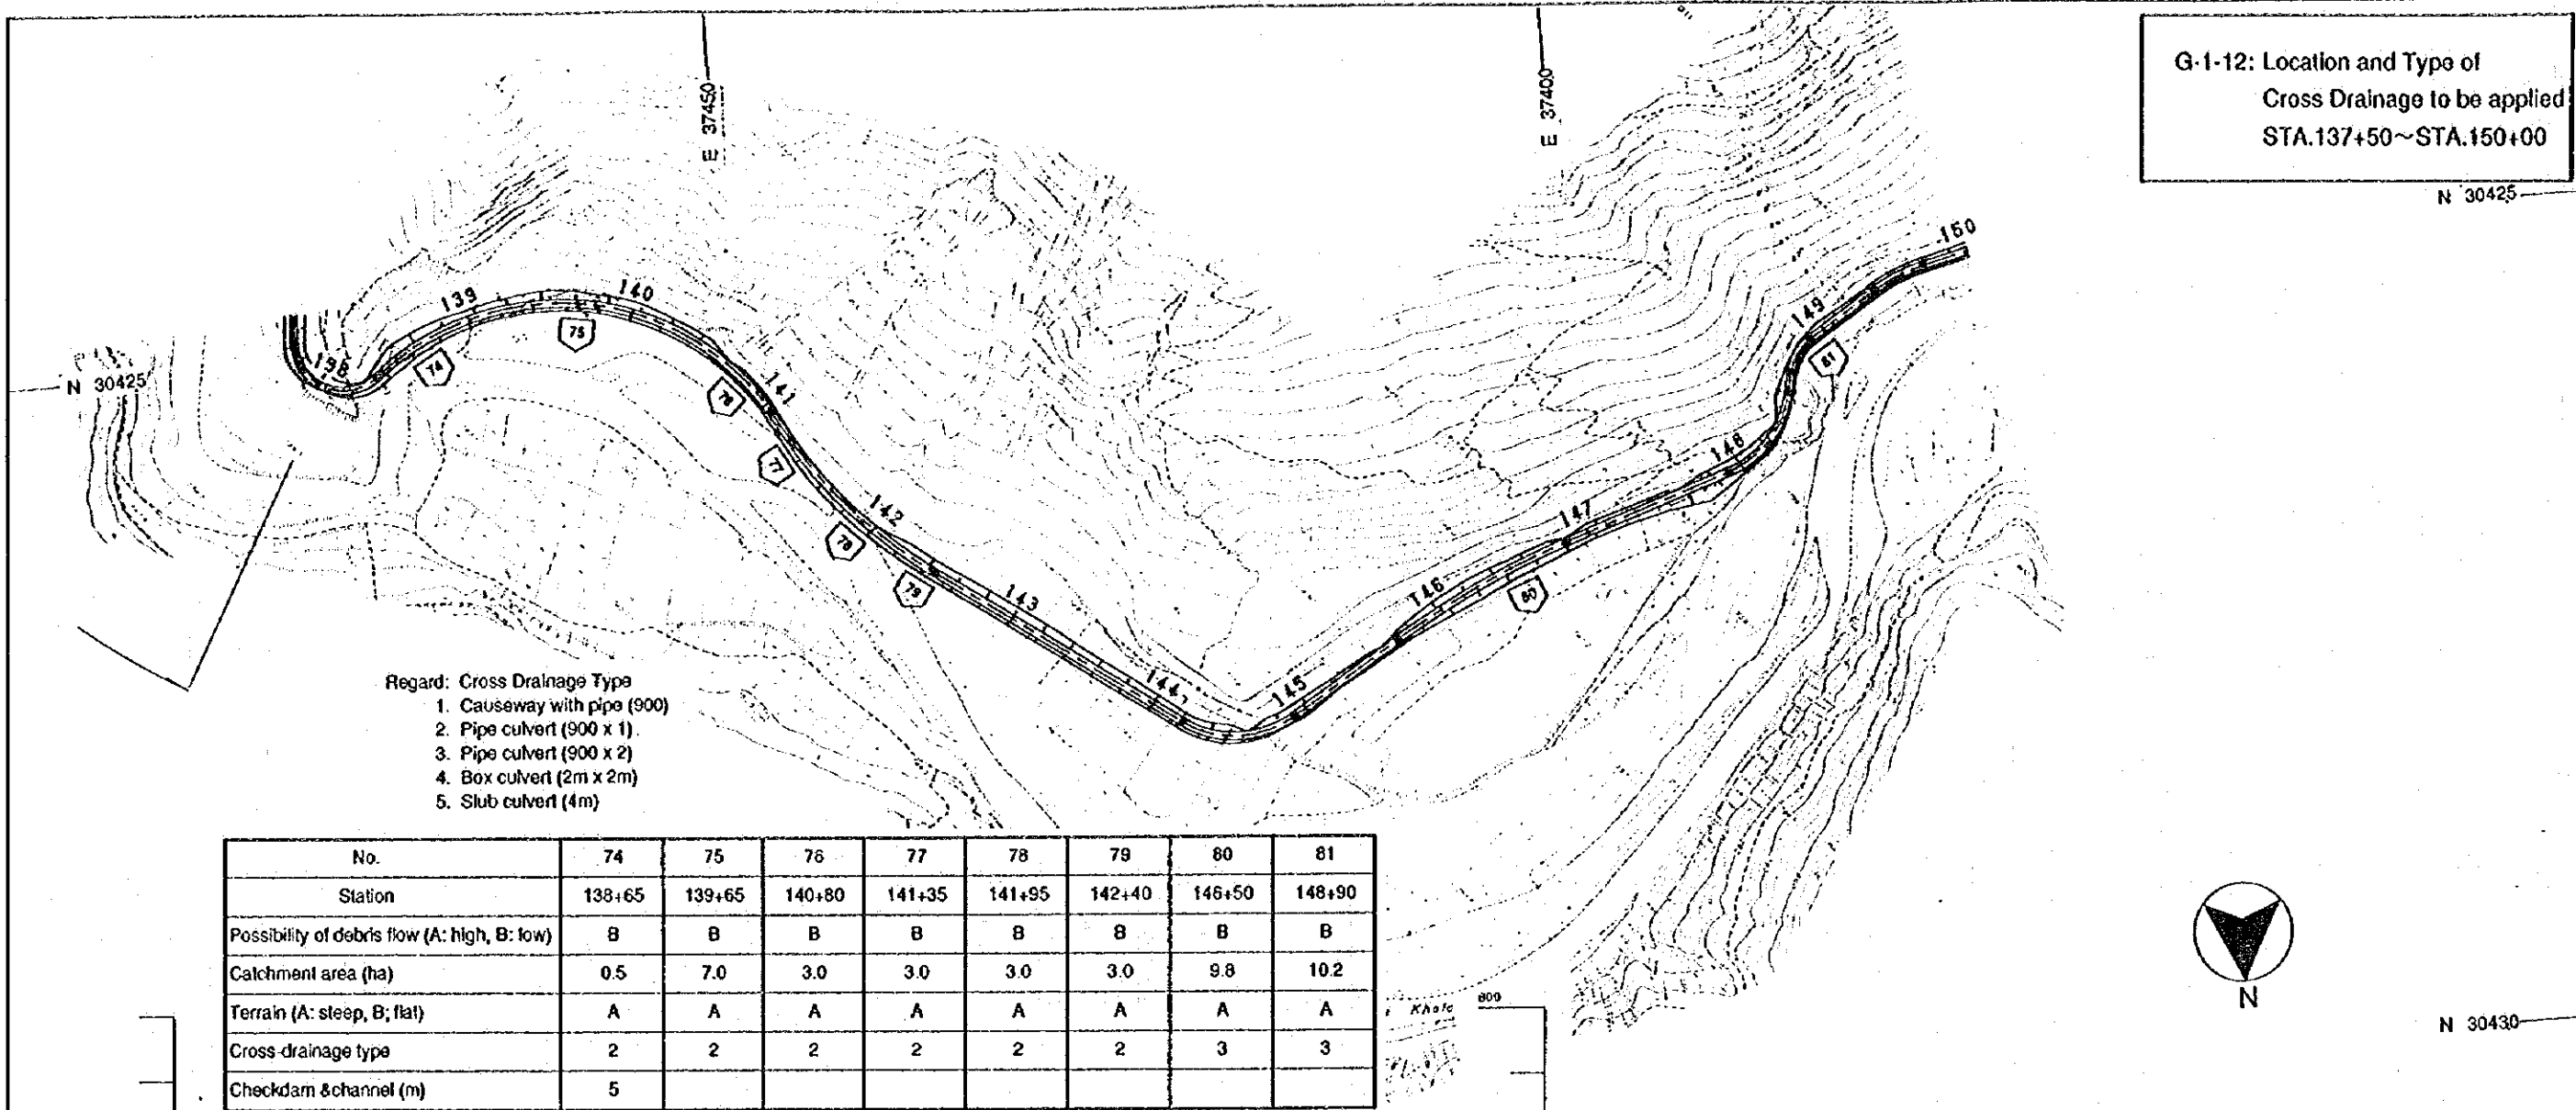 G-1-12: Location and Type of
Cross Drainage to be applied
STA.137+50~STA.150+00
E 37450
E 37400
N 30425
N 30425
138
139
140
141
142
143
144
145
146
147
148
149
150
74
75
76
77
78
79
80
81
Regard: Cross Drainage Type
1. Causeway with pipe (900)
2. Pipe culvert (900 x 1)
3. Pipe culvert (900 x 2)
4. Box culvert (2m x 2m)
5. Slub culvert (4m)
No. 74 75 76 77 78 79 80 81
Station 138+65 139+65 140+80 141+35 141+95 142+40 146+50 148+90
Possibility of debris flow (A: high, B: low) B B B B B B B B
Catchment area (ha) 0.5 7.0 3.0 3.0 3.0 3.0 9.8 10.2
Terrain (A: steep, B; flat) A A A A A A A A
Cross-drainage type 2 2 2 2 2 2 3 3
Checkdam &channel (m) 5
800
N
N 30430